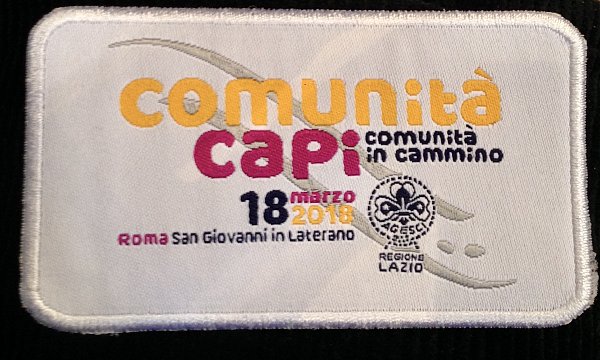 comunità
capi comunità
in cammino
18 marzo
2018
Roma San Giovanni in Laterano
AGESCI
REGIONE
LAZIO